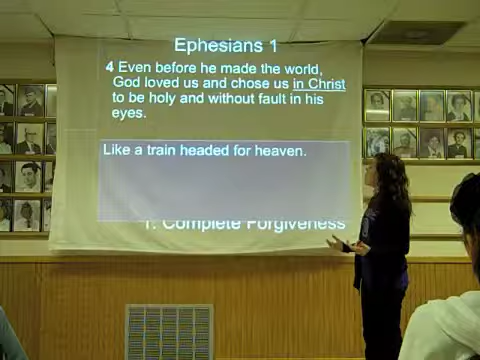 Ephesians 1
4 Even before he made the world,
God loved us and chose us in Christ
to be holy and without fault in his
eyes.
Like a train headed for heaven.
1. Complete Forgiveness